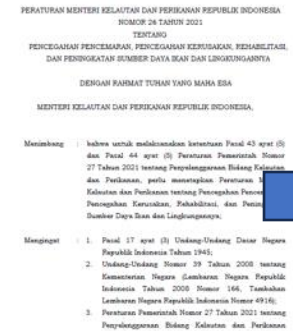 PERATURAN MENTERI KELAUTAN DAN PERIKANAN REPUBLIK INDONESIA
NOMOR 26 TAHUN 2021
TENTANG
PENCEGAHAN PENCEMARAN, PENCEGAHAN KERUSAKAN, REHABILITASI,
DAN PENINGKATAN SUMBER DAYA IKAN DAN LINGKUNGANNYA
DENGAN RAHMAT TUHAN YANG MAHA ESA
MENTERI KELAUTAN DAN PERIKANAN REPUBLIK INDONESIA,
Menimbang : bahwa untuk melaksanakan ketentuan Pasal 43 ayat (5)
dan Pasal 44 ayat (5) Peraturan Pemerintah Nomor
27 Tahun 2021 tentang Penyelenggaraan Bidang Kelautan
dan Perikanan, perlu menetapkan Peraturan
Kelautan dan Perikanan tentang Pencegahan
Pencegahan Kerusakan, Rehabilitasi, dan
Sumber Daya Ikan dan Lingkungannya;
Mengingat : 1. Pasal 17 ayat (3) Undang-Undang Dasar Negara
Republik Indonesia Tahun 1945;
2. Undang-Undang Nomor 39 Tahun 2008 tentang
Kementerian Negara (Lembaran Negara Republik
Indonesia Tahun 2008 Nomor 166, Tambahan
Lembaran Negara Republik Indonesia Nomor 4916);
3. Peraturan Pemerintah Nomor 27 Tahun 2021 tentang
Penyelenggaraan Bidang Kelautan dan Perikanan